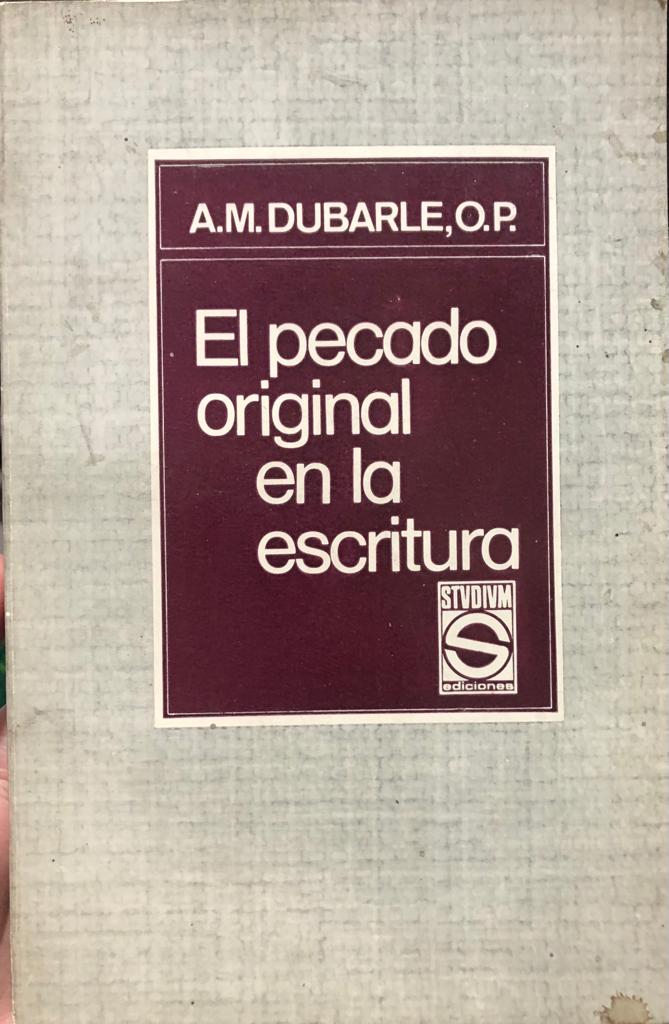 A.M. DUBARLE, O.P.
El pecado
original
en la
escritura
STVDIVM
S
ediciones